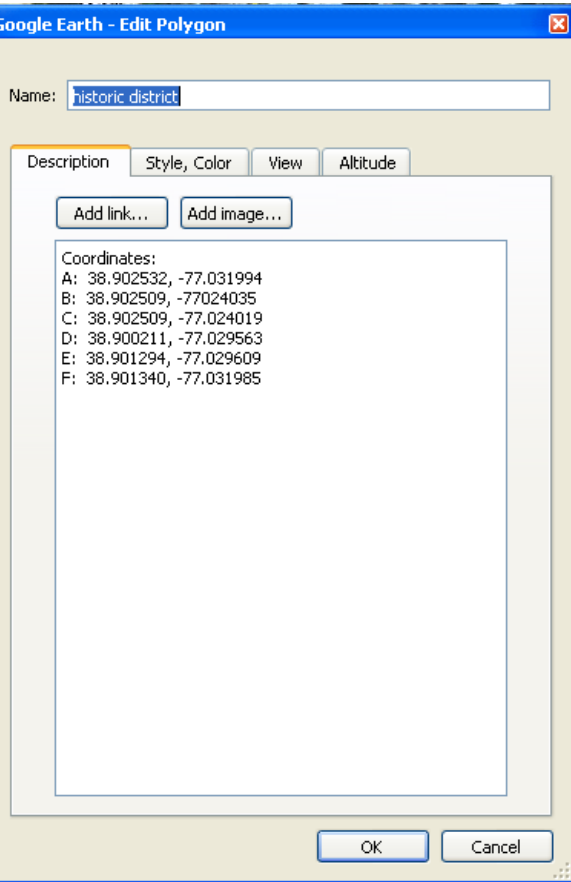 Google Earth - Edit Polygon
Name: historic district
Description Style, Color View Altitude
Add link... Add image...
Coordinates:
A: 38.902532, -77.031994
B: 38.902509, -77024035
C: 38.902509, -77.024019
D: 38.900211, -77.029563
E: 38.901294, -77.029609
F: 38.901340, -77.031985
OK Cancel